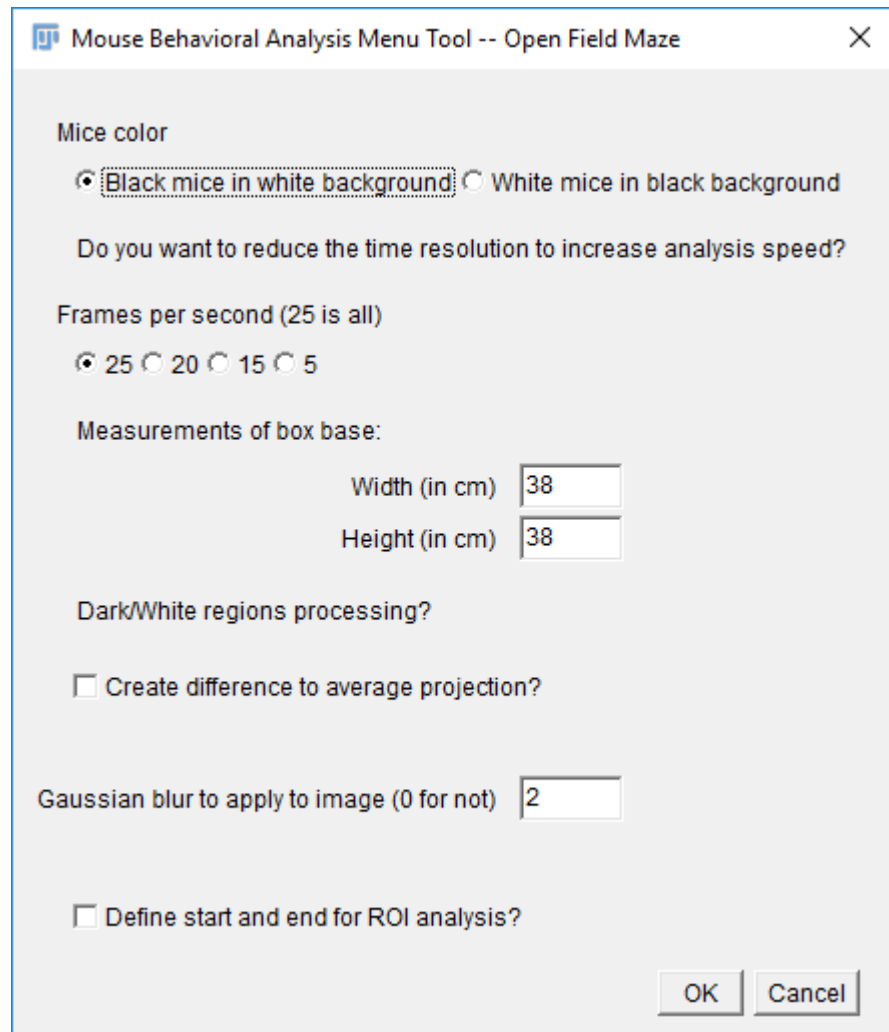 Mouse Behavioral Analysis Menu Tool -- Open Field Maze
Mice color
Black mice in white background White mice in black background
Do you want to reduce the time resolution to increase analysis speed?
Frames per second (25 is all)
25 20 15 5
Measurements of box base:
Width (in cm) 38
Height (in cm) 38
Dark/White regions processing?
Create difference to average projection?
Gaussian blur to apply to image (0 for not) 2
Define start and end for ROI analysis?
OK Cancel